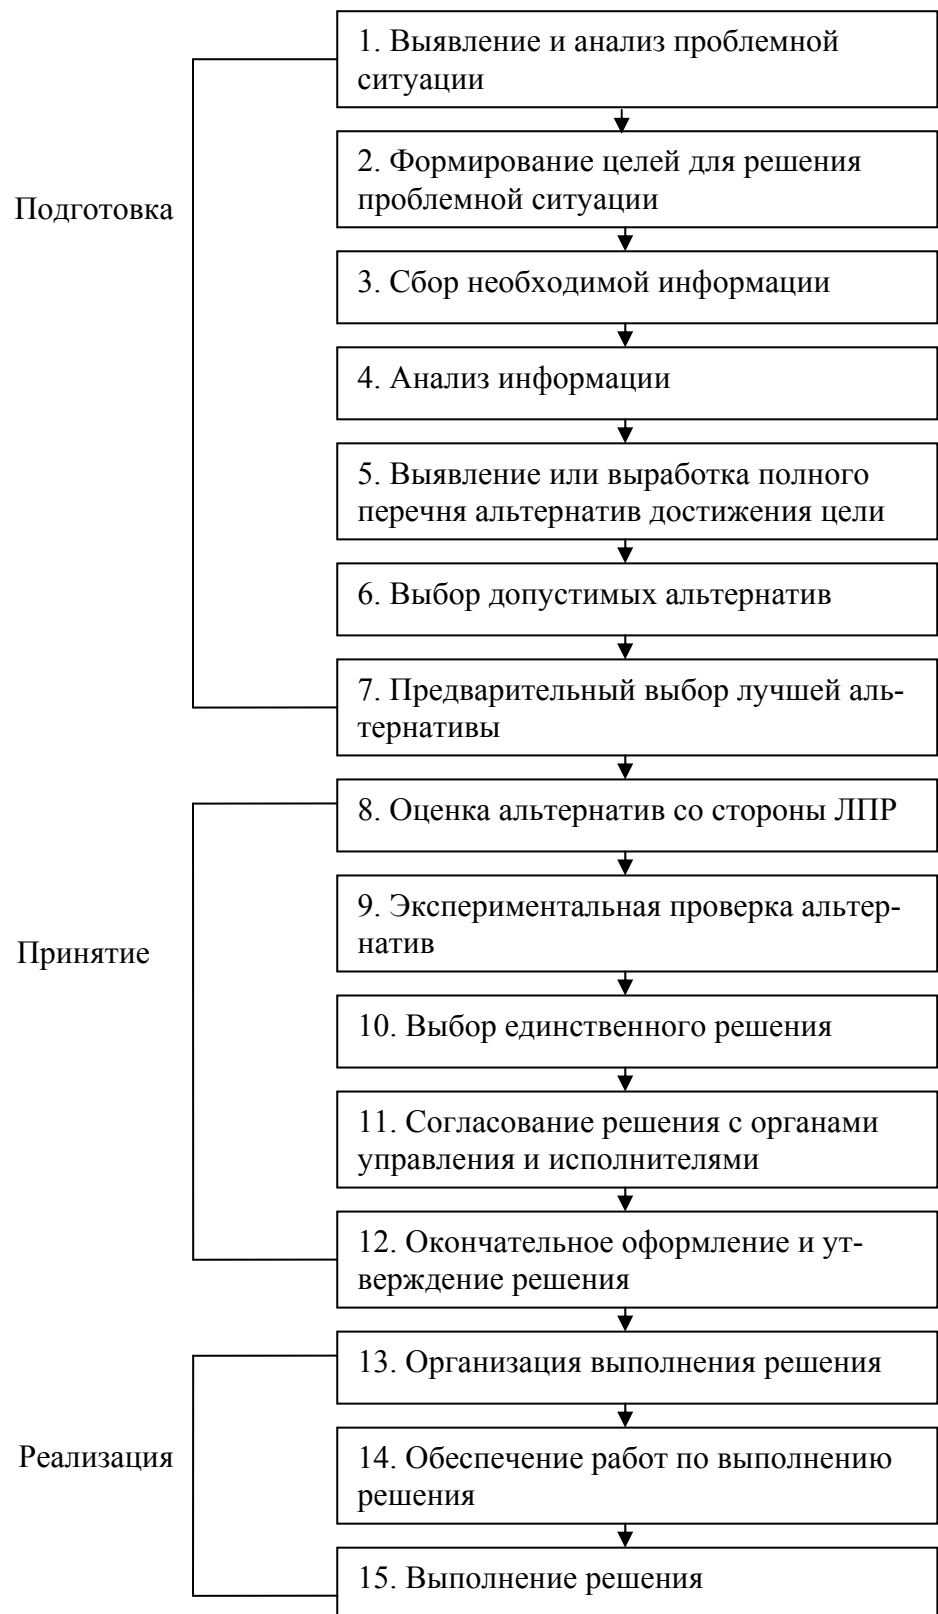 1. Выявление и анализ проблемной
ситуации
2. Формирование целей для решения
проблемной ситуации
Подготовка
3. Сбор необходимой информации
4. Анализ информации
5. Выявление или выработка полного
перечня альтернатив достижения цели
6. Выбор допустимых альтернатив
7. Предварительный выбор лучшей аль-
тернативы
8. Оценка альтернатив со стороны ЛПР
9. Экспериментальная проверка альтер-
натив
Принятие
10. Выбор единственного решения
11. Согласование решения с органами
управления и исполнителями
12. Окончательное оформление и ут-
верждение решения
13. Организация выполнения решения
Реализация
14. Обеспечение работ по выполнению
решения
15. Выполнение решения